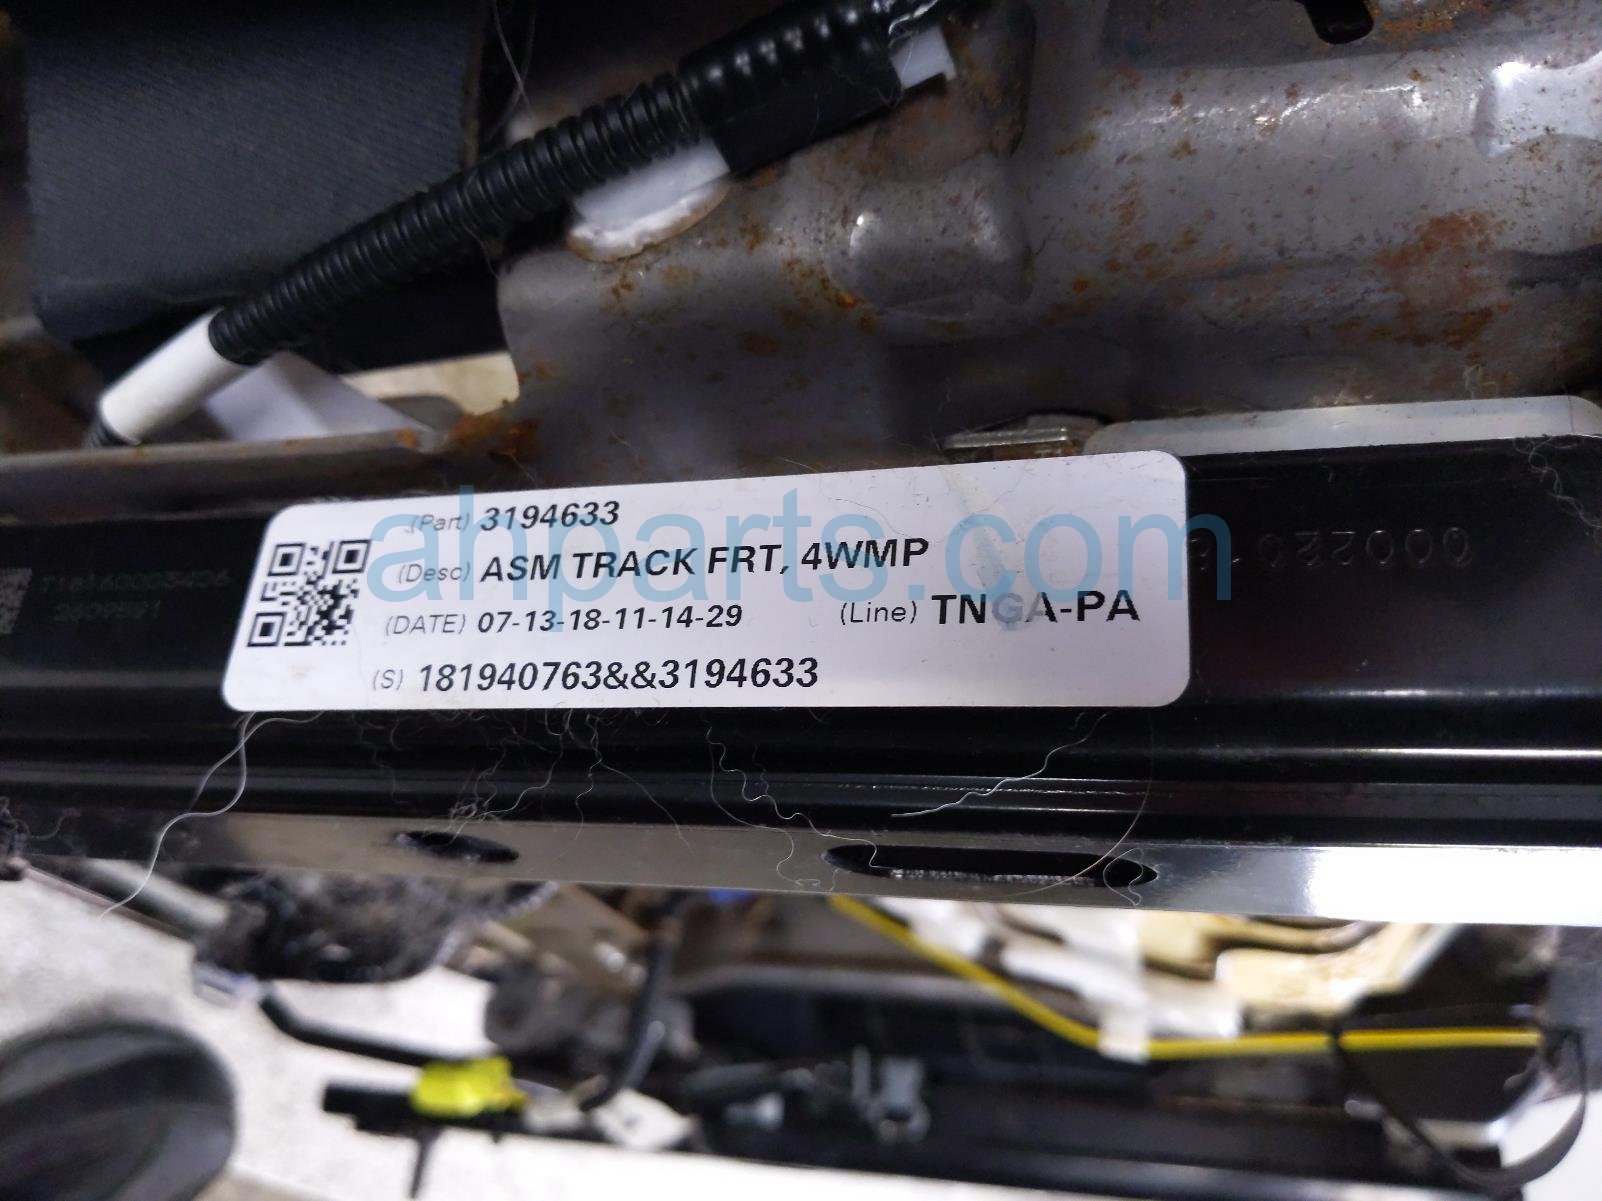 (Part) 3194633
(Desc) ASM TRACK FRT, 4WMP
(DATE) 07-13-18-11-14-29 (Line) TNGA-PA
(S) 181940763&&3194633
ahparts.com
3609591